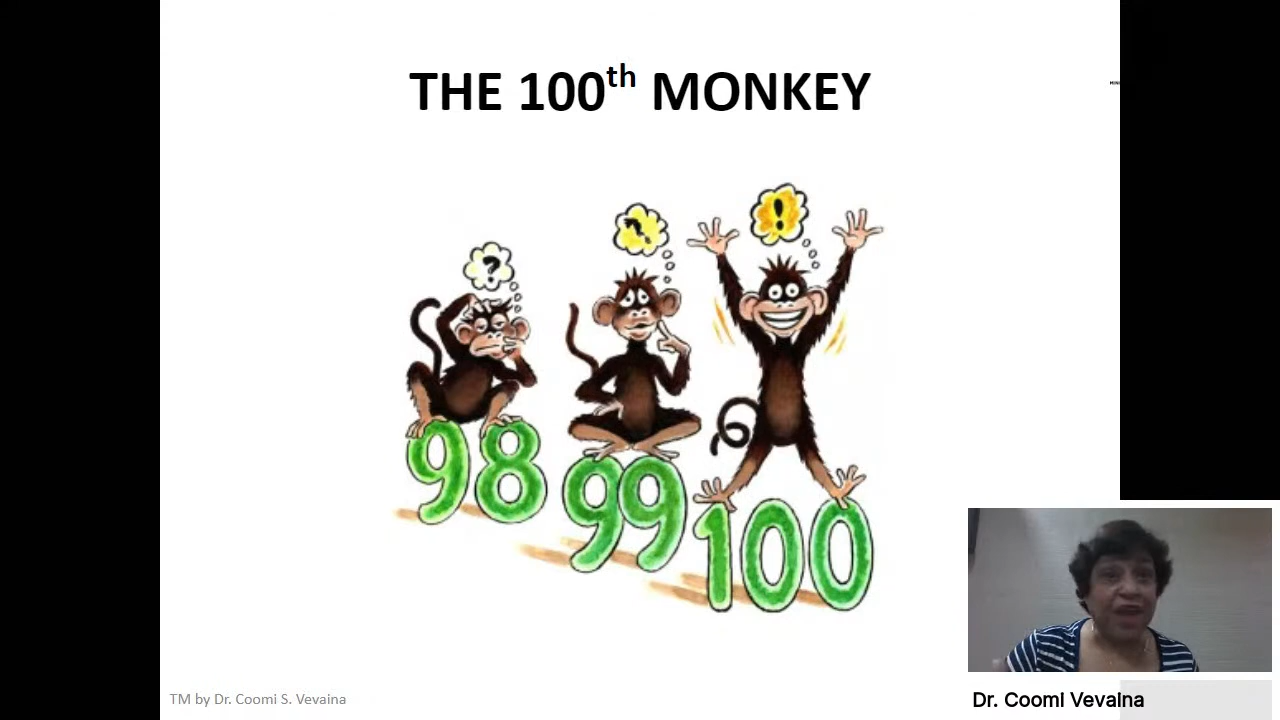 THE 100th MONKEY
?
?
!
98
99
100
TM by Dr. Coomi S. Vevaina
Dr. Coomi Vevaina